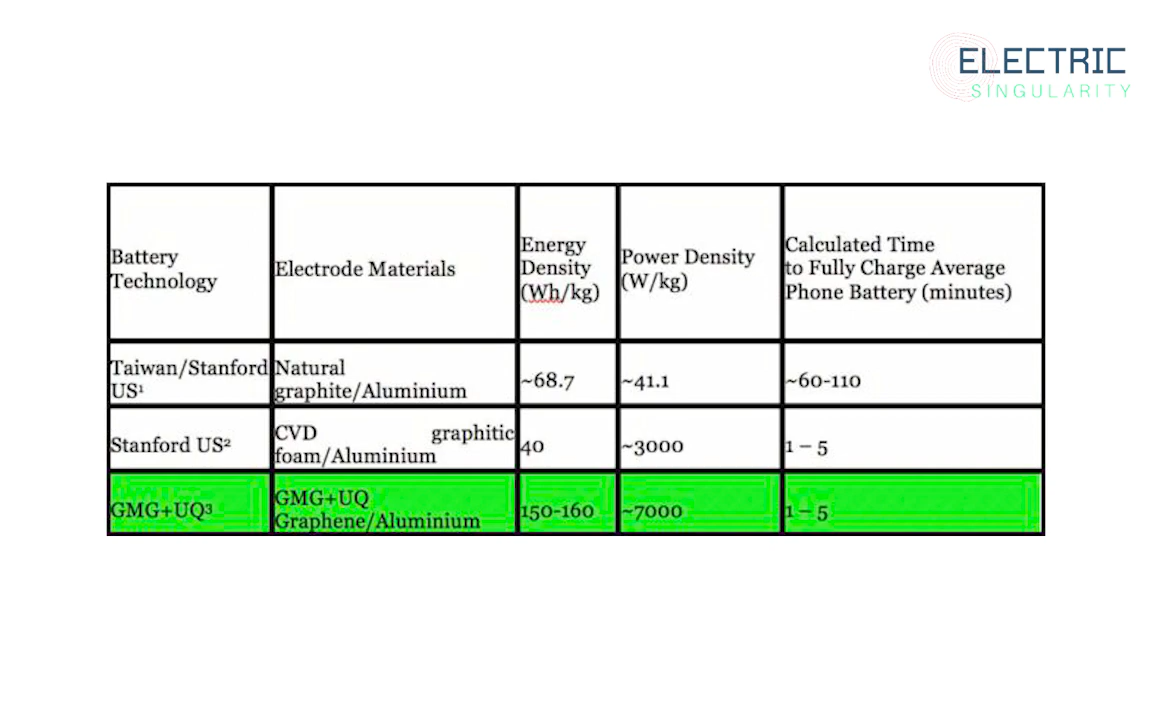 ELECTRIC
SINGULARITY
Battery
Technology
Electrode Materials
Energy
Density
(Wh/kg)
Power Density
(W/kg)
Calculated Time
to Fully Charge Average
Phone Battery (minutes)
Taiwan/Stanford
US¹
Natural
graphite/Aluminium
~68.7
~41.1
~60-110
Stanford US²
CVD graphitic
foam/Aluminium
40
~3000
1 – 5
GMG+UQ³
GMG+UQ
Graphene/Aluminium
150-160
~7000
1 – 5